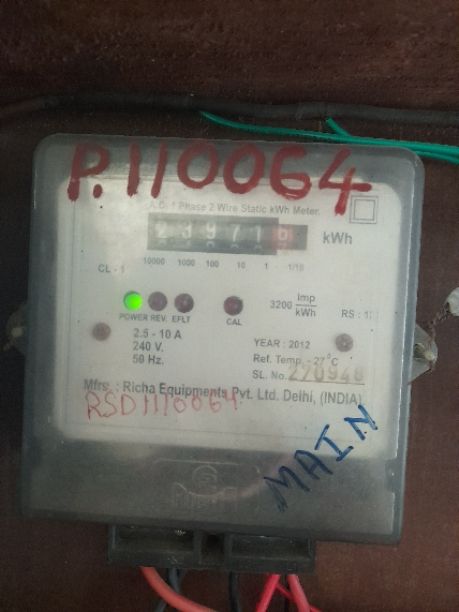 P.110064
A.C. 1 Phase 2 Wire Static kWh Meter.
23971 kWh
10000 1000 100 10 1 1/10
CL - 1
POWER REV. EFLT CAL
3200 Imp/kWh
2.5 - 10 A
240 V.
50 Hz.
YEAR : 2012
Ref. Temp. - 27°C
SL. No. 270948
Mfrs. : Richa Equipments Pvt. Ltd. Delhi, (INDIA)
RSD1110064
MAIN